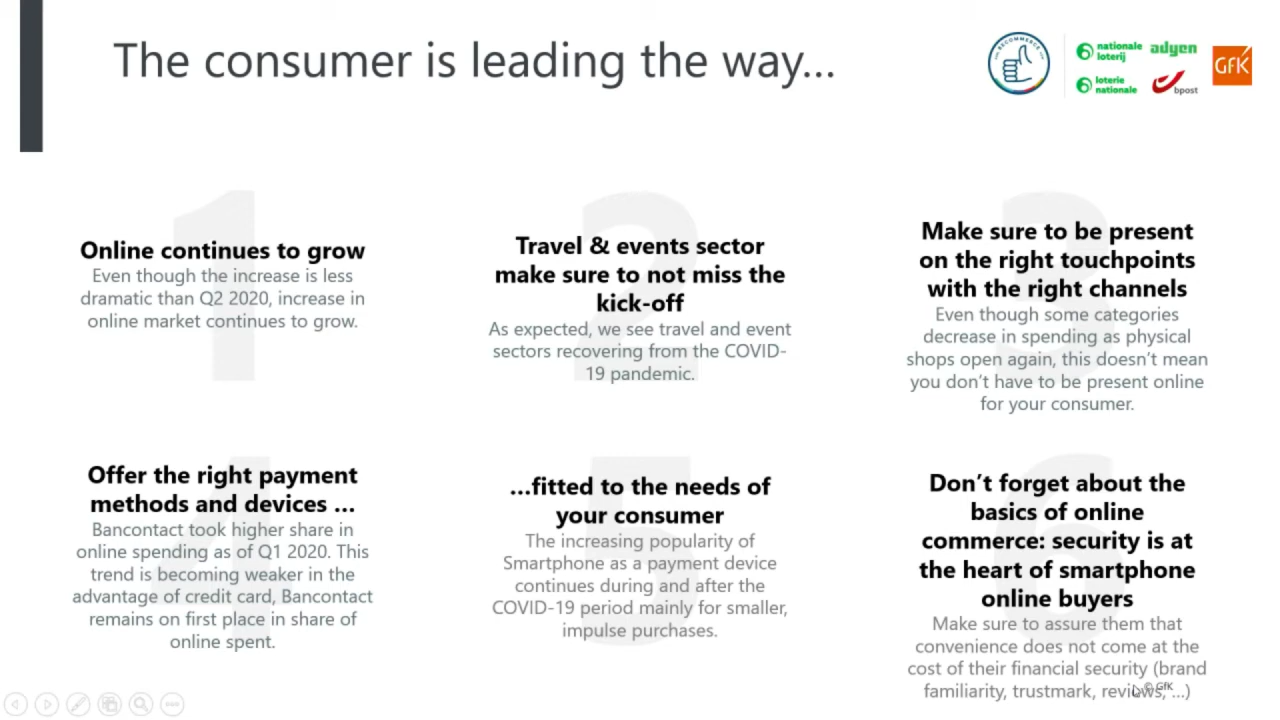 The consumer is leading the way...
BECOMMERCE
nationale
loterij
adyen
loterie
nationale
bpost
GfK
1
Online continues to grow
Even though the increase is less
dramatic than Q2 2020, increase in
online market continues to grow.
2
Travel & events sector
make sure to not miss the
kick-off
As expected, we see travel and event
sectors recovering from the COVID-
19 pandemic.
3
Make sure to be present
on the right touchpoints
with the right channels
Even though some categories
decrease in spending as physical
shops open again, this doesn't mean
you don't have to be present online
for your consumer.
4
Offer the right payment
methods and devices ...
Bancontact took higher share in
online spending as of Q1 2020. This
trend is becoming weaker in the
advantage of credit card, Bancontact
remains on first place in share of
online spent.
5
...fitted to the needs of
your consumer
The increasing popularity of
Smartphone as a payment device
continues during and after the
COVID-19 period mainly for smaller,
impulse purchases.
6
Don't forget about the
basics of online
commerce: security is at
the heart of smartphone
online buyers
Make sure to assure them that
convenience does not come at the
cost of their financial security (brand
familiarity, trustmark, reviews, ...)
© GfK